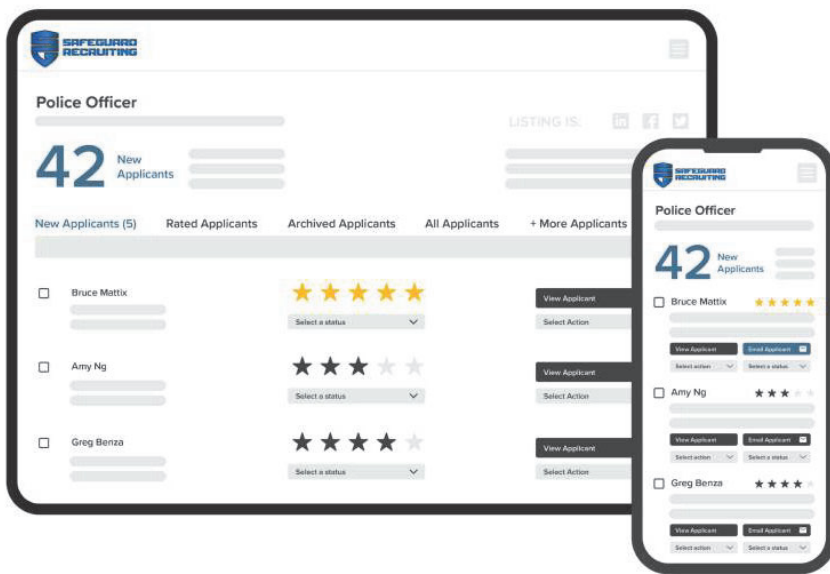 SAFEGUARD
RECRUITING
Police Officer
LISTING IS:
42 New
Applicants
New Applicants (5) Rated Applicants Archived Applicants All Applicants + More Applicants
Bruce Mattix
View Applicant
Select a status
Select Action
Amy Ng
View Applicant
Select a status
Select Action
Greg Benza
View Applicant
Select a status
Select Action
SAFEGUARD
RECRUITING
Police Officer
42 New
Applicants
Bruce Mattix
View Applicant Email Applicant
Select action Select a status
Amy Ng
View Applicant Email Applicant
Select action Select a status
Greg Benza
View Applicant Email Applicant
Select action Select a status